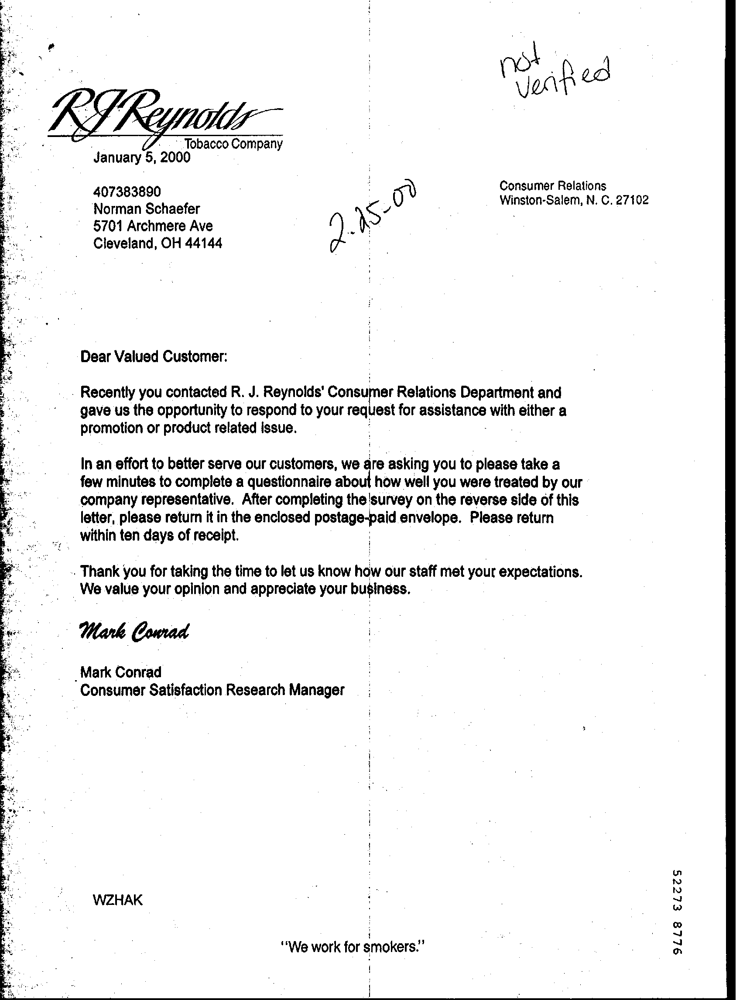 not
verified
RJReynolds
Tobacco Company
January 5, 2000
407383890
Norman Schaefer
5701 Archmere Ave
Cleveland, OH 44144
2-25-00
Consumer Relations
Winston-Salem, N. C. 27102
Dear Valued Customer:
Recently you contacted R. J. Reynolds' Consumer Relations Department and
gave us the opportunity to respond to your request for assistance with either a
promotion or product related issue.
In an effort to better serve our customers, we are asking you to please take a
few minutes to complete a questionnaire about how well you were treated by our
company representative. After completing the survey on the reverse side of this
letter, please return it in the enclosed postage-paid envelope. Please return
within ten days of receipt.
Thank you for taking the time to let us know how our staff met your expectations.
We value your opinion and appreciate your business.
Mark Conrad
Mark Conrad
Consumer Satisfaction Research Manager
WZHAK
"We work for smokers."
52273 8776